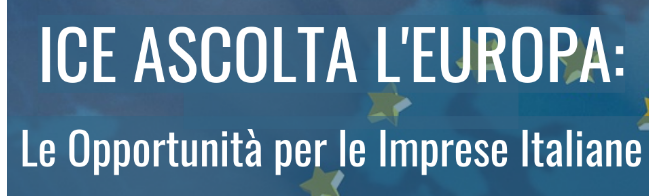 ICE ASCOLTA L'EUROPA:
Le Opportunità per le Imprese Italiane